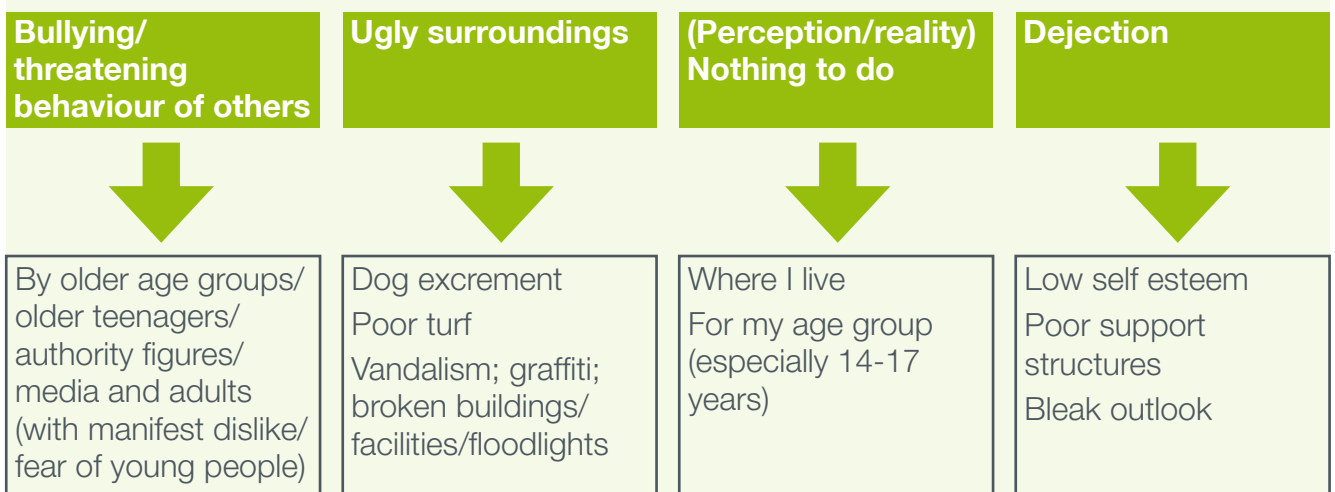 Bullying/
threatening
behaviour of others
Ugly surroundings
(Perception/reality)
Nothing to do
Dejection
By older age groups/
older teenagers/
authority figures/
media and adults
(with manifest dislike/
fear of young people)
Dog excrement
Poor turf
Vandalism; graffiti;
broken buildings/
facilities/floodlights
Where I live
For my age group
(especially 14-17
years)
Low self esteem
Poor support
structures
Bleak outlook